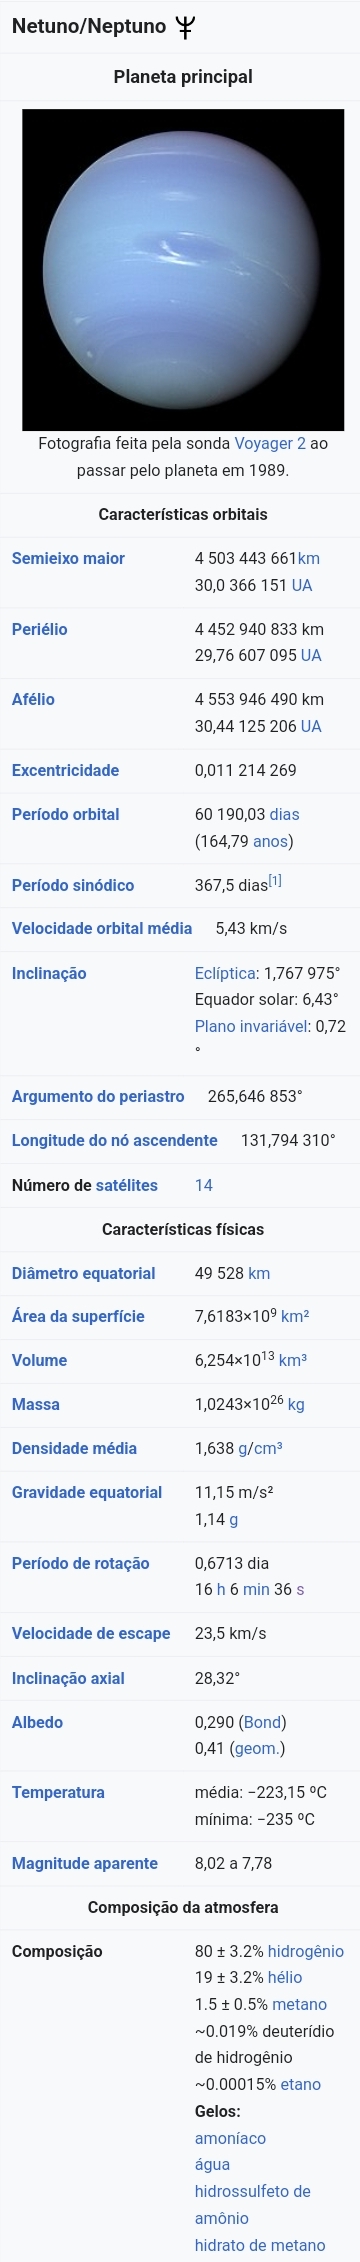 Netuno/Neptuno ♆
Planeta principal
Fotografia feita pela sonda Voyager 2 ao
passar pelo planeta em 1989.
Características orbitais
Semieixo maior 4 503 443 661km
30,0 366 151 UA
Periélio 4 452 940 833 km
29,76 607 095 UA
Afélio 4 553 946 490 km
30,44 125 206 UA
Excentricidade 0,011 214 269
Período orbital 60 190,03 dias
(164,79 anos)
Período sinódico 367,5 dias[1]
Velocidade orbital média 5,43 km/s
Inclinação Eclíptica: 1,767 975°
Equador solar: 6,43°
Plano invariável: 0,72
°
Argumento do periastro 265,646 853°
Longitude do nó ascendente 131,794 310°
Número de satélites 14
Características físicas
Diâmetro equatorial 49 528 km
Área da superfície 7,6183×10⁹ km²
Volume 6,254×10¹³ km³
Massa 1,0243×10²⁶ kg
Densidade média 1,638 g/cm³
Gravidade equatorial 11,15 m/s²
1,14 g
Período de rotação 0,6713 dia
16 h 6 min 36 s
Velocidade de escape 23,5 km/s
Inclinação axial 28,32°
Albedo 0,290 (Bond)
0,41 (geom.)
Temperatura média: −223,15 ºC
mínima: −235 ºC
Magnitude aparente 8,02 a 7,78
Composição da atmosfera
Composição 80 ± 3.2% hidrogênio
19 ± 3.2% hélio
1.5 ± 0.5% metano
~0.019% deuterídio
de hidrogênio
~0.00015% etano
Gelos:
amoníaco
água
hidrossulfeto de
amônio
hidrato de metano